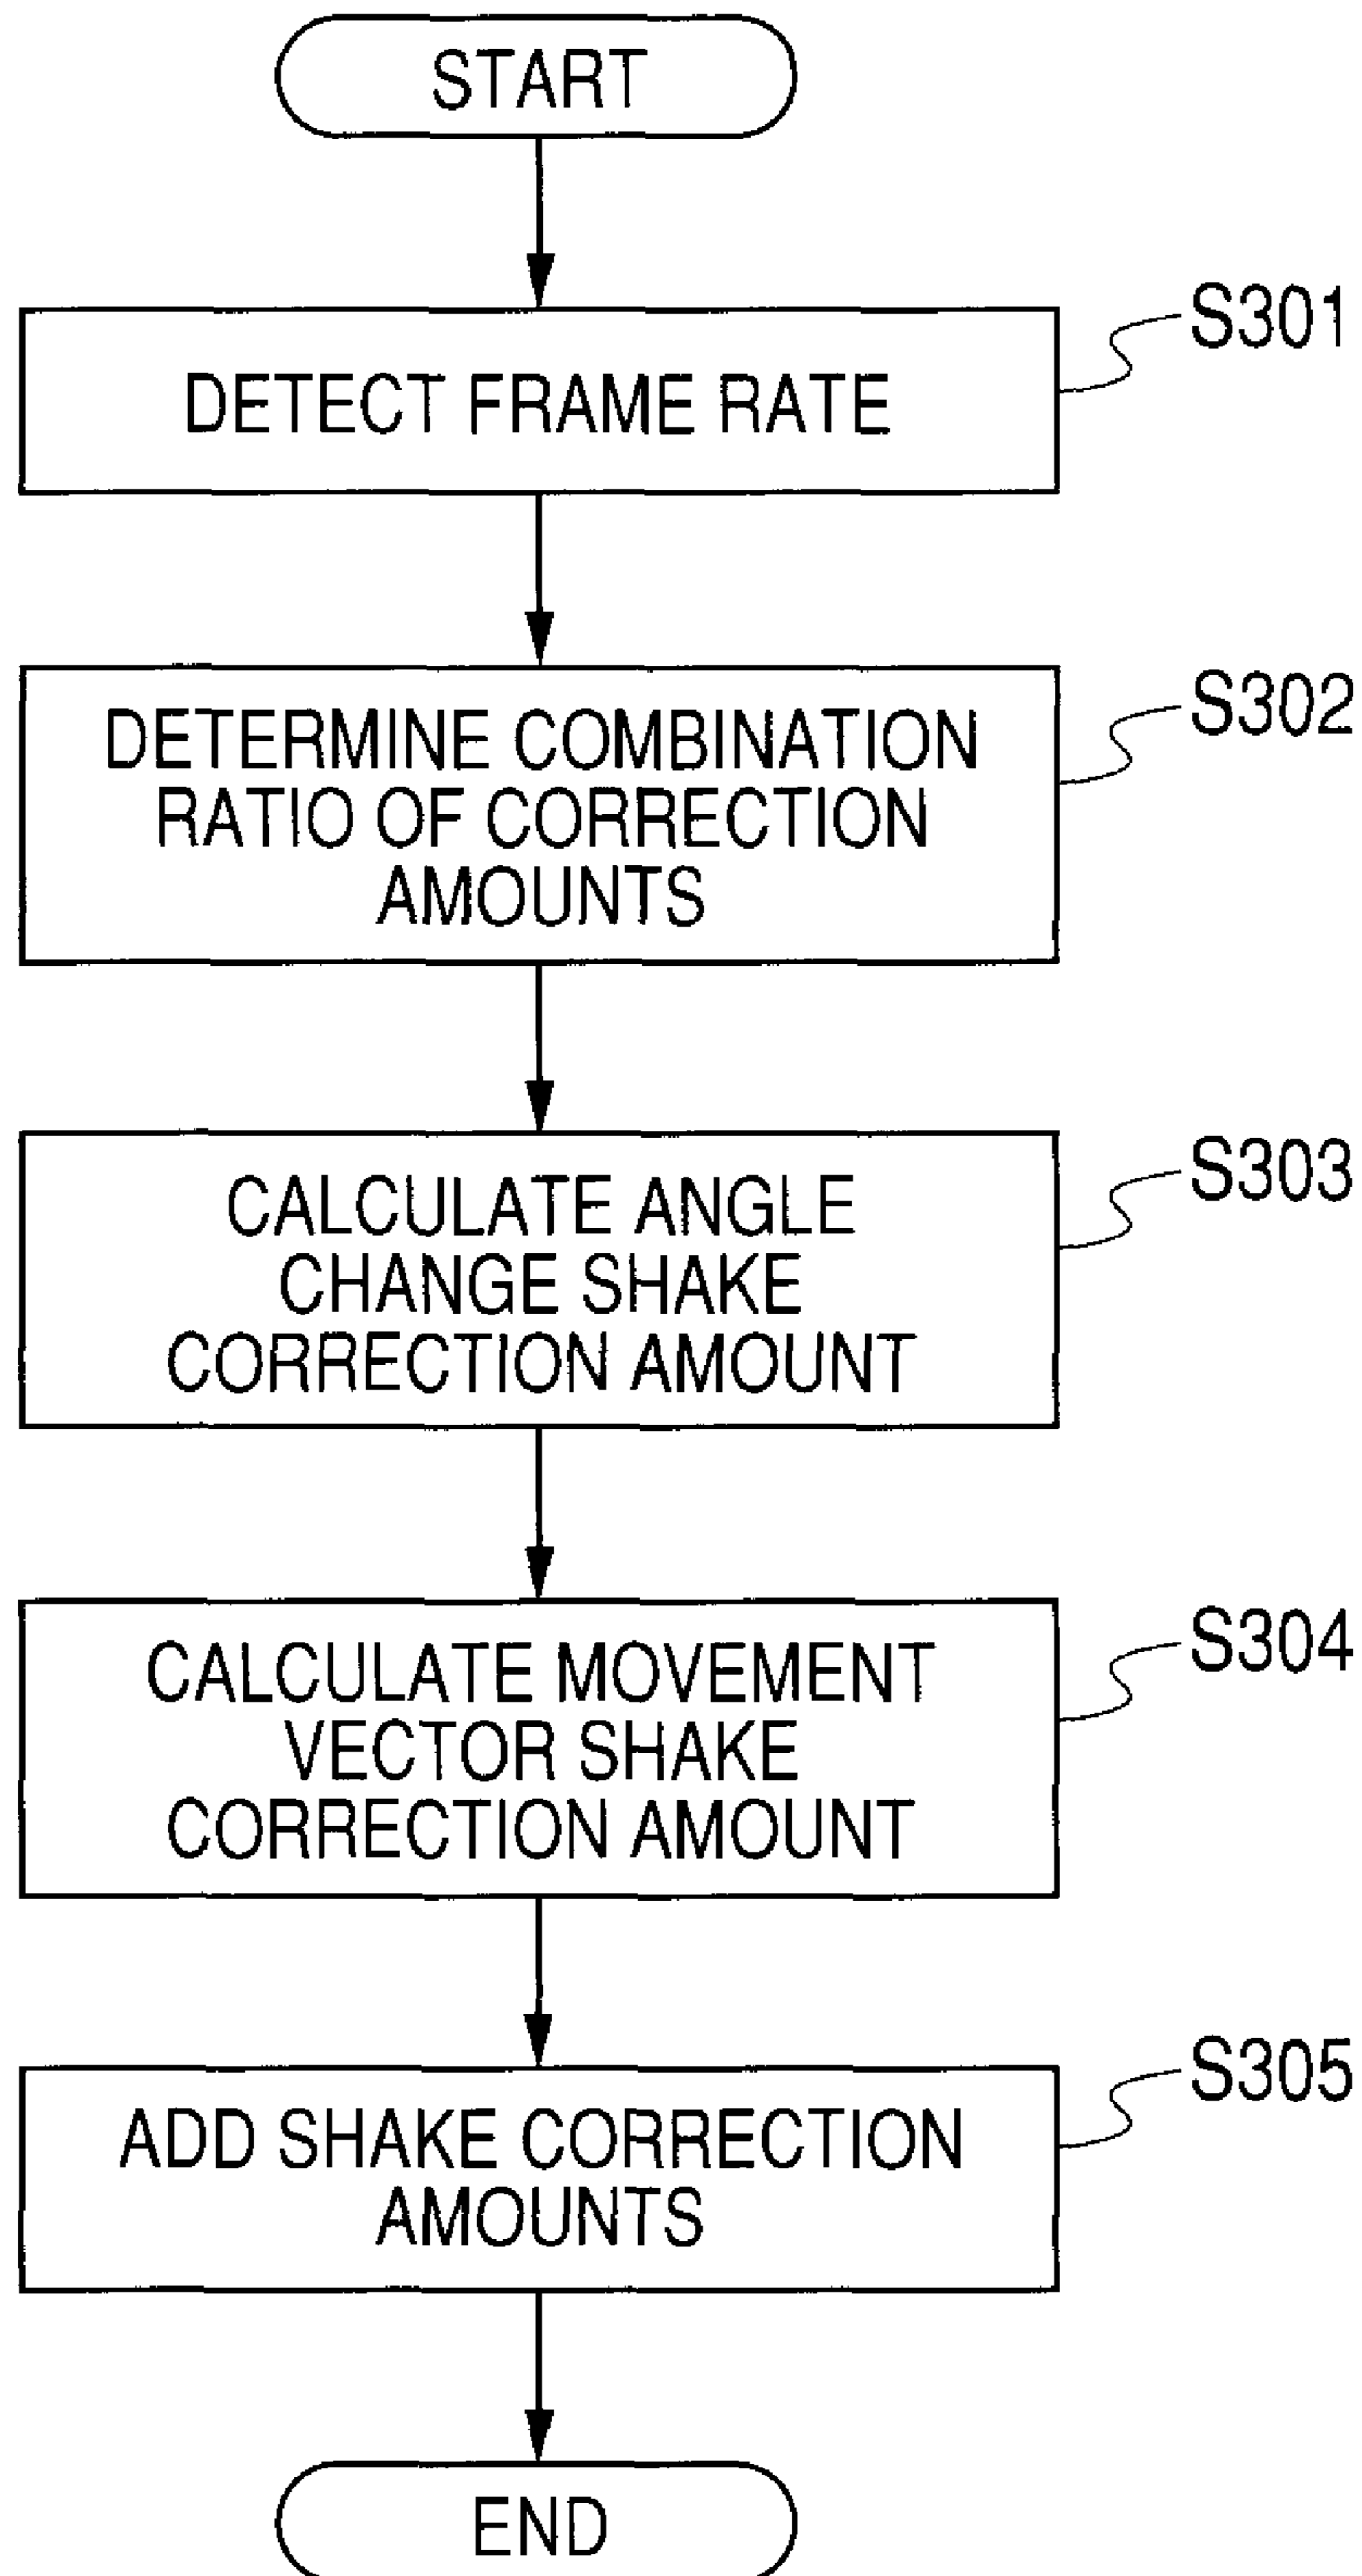 START
S301
DETECT FRAME RATE
S302
DETERMINE COMBINATION
RATIO OF CORRECTION
AMOUNTS
S303
CALCULATE ANGLE
CHANGE SHAKE
CORRECTION AMOUNT
S304
CALCULATE MOVEMENT
VECTOR SHAKE
CORRECTION AMOUNT
S305
ADD SHAKE CORRECTION
AMOUNTS
END